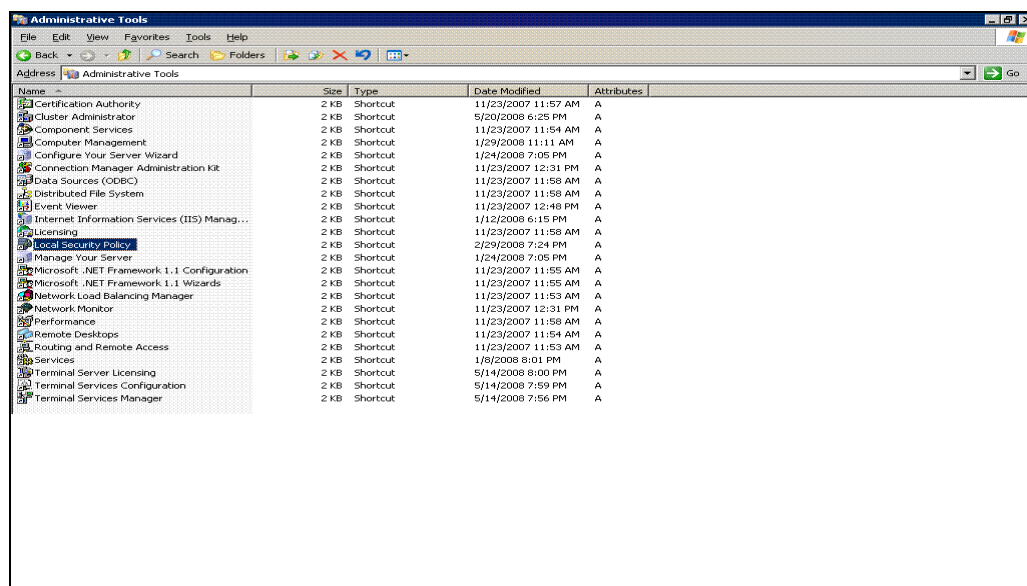 Administrative Tools
File Edit View Favorites Tools Help
Back Search Folders
Address Administrative Tools Go
Name Size Type Date Modified Attributes
Certification Authority 2 KB Shortcut 11/23/2007 11:57 AM A
Cluster Administrator 2 KB Shortcut 5/20/2008 6:25 PM A
Component Services 2 KB Shortcut 11/23/2007 11:54 AM A
Computer Management 2 KB Shortcut 1/29/2008 11:11 AM A
Configure Your Server Wizard 2 KB Shortcut 1/24/2008 7:05 PM A
Connection Manager Administration Kit 2 KB Shortcut 11/23/2007 12:31 PM A
Data Sources (ODBC) 2 KB Shortcut 11/23/2007 11:58 AM A
Distributed File System 2 KB Shortcut 11/23/2007 11:58 AM A
Event Viewer 2 KB Shortcut 11/23/2007 12:48 PM A
Internet Information Services (IIS) Manag... 2 KB Shortcut 1/12/2008 6:15 PM A
Licensing 2 KB Shortcut 11/23/2007 11:58 AM A
Local Security Policy 2 KB Shortcut 2/29/2008 7:24 PM A
Manage Your Server 2 KB Shortcut 1/24/2008 7:05 PM A
Microsoft .NET Framework 1.1 Configuration 2 KB Shortcut 11/23/2007 11:55 AM A
Microsoft .NET Framework 1.1 Wizards 2 KB Shortcut 11/23/2007 11:55 AM A
Network Load Balancing Manager 2 KB Shortcut 11/23/2007 11:53 AM A
Network Monitor 2 KB Shortcut 11/23/2007 12:31 PM A
Performance 2 KB Shortcut 11/23/2007 11:58 AM A
Remote Desktops 2 KB Shortcut 11/23/2007 11:54 AM A
Routing and Remote Access 2 KB Shortcut 11/23/2007 11:53 AM A
Services 2 KB Shortcut 1/8/2008 8:01 PM A
Terminal Server Licensing 2 KB Shortcut 5/14/2008 8:00 PM A
Terminal Services Configuration 2 KB Shortcut 5/14/2008 7:59 PM A
Terminal Services Manager 2 KB Shortcut 5/14/2008 7:56 PM A